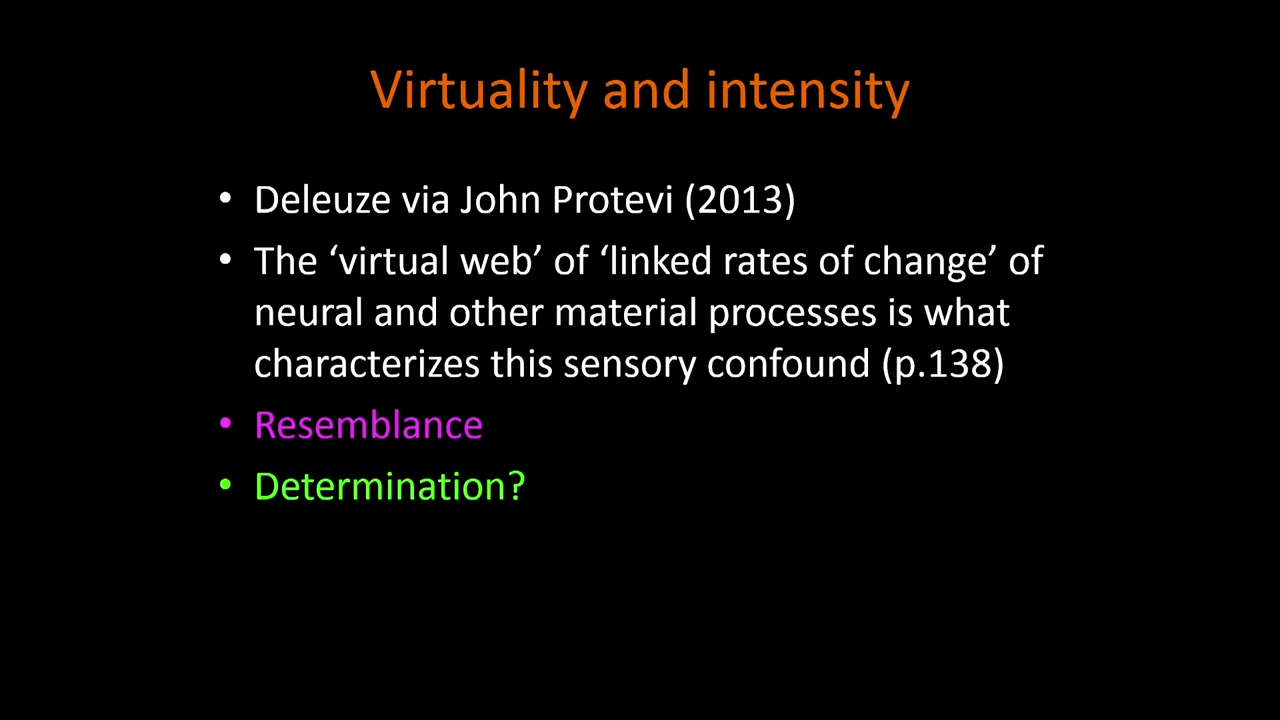 Virtuality and intensity
• Deleuze via John Protevi (2013)
• The ‘virtual web’ of ‘linked rates of change’ of
neural and other material processes is what
characterizes this sensory confound (p.138)
• Resemblance
• Determination?